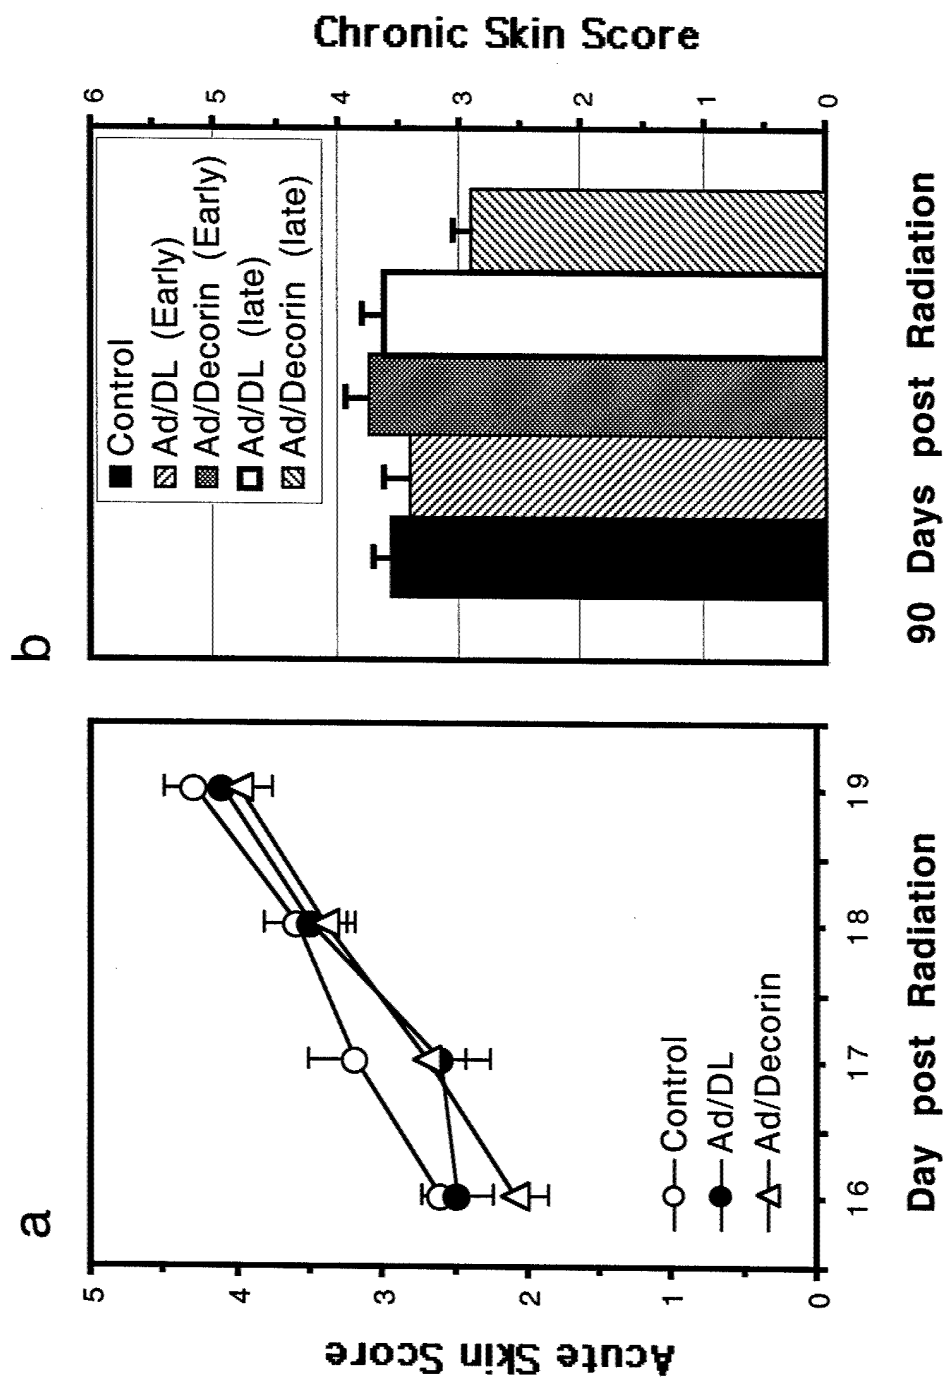 a
Acute Skin Score
5
4
3
2
1
0
Control
Ad/DL
Ad/Decorin
16
17
18
19
Day post Radiation
b
Control
Ad/DL (Early)
Ad/Decorin (Early)
Ad/DL (late)
Ad/Decorin (late)
6
5
4
3
2
1
0
Chronic Skin Score
90 Days post Radiation